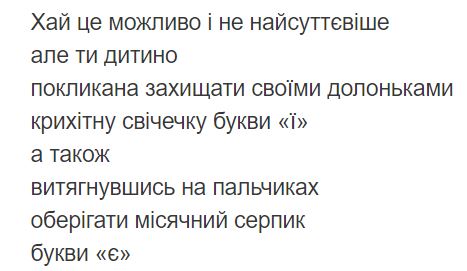 Хай це можливо і не найсуттєвіше
але ти дитино
покликана захищати своїми долоньками
крихітну свічечку букви «ї»
а також
витягнувшись на пальчиках
оберігати місячний серпик
букви «є»